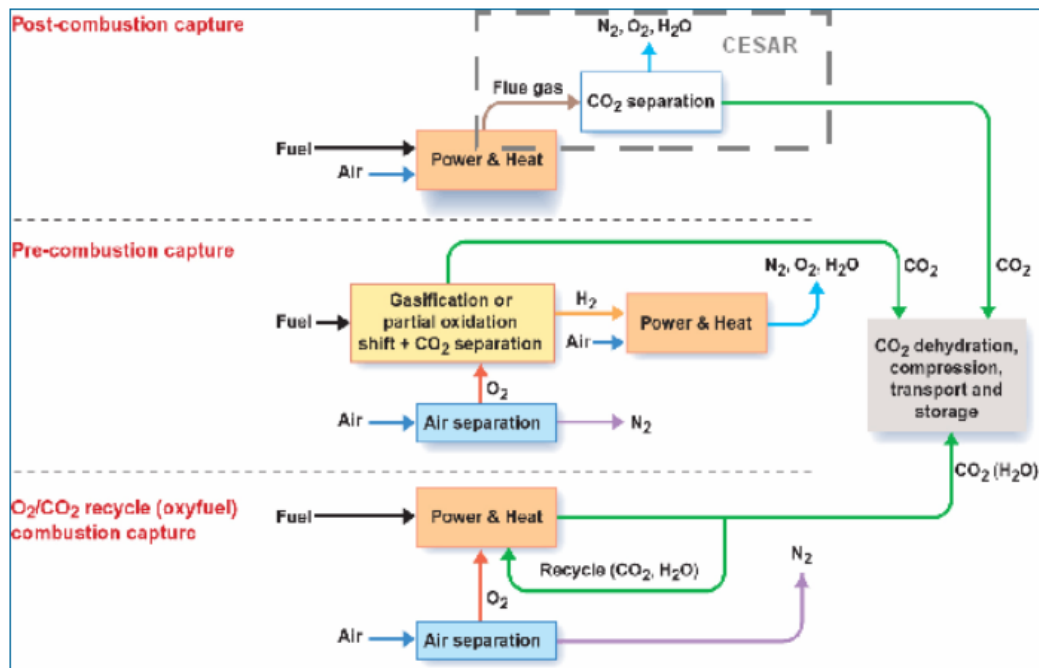 Post-combustion capture
N₂, O₂, H₂O
CESAR
Flue gas
CO₂ separation
Fuel
Air
Power & Heat
Pre-combustion capture
N₂, O₂, H₂O
CO₂
CO₂
Gasification or
partial oxidation
shift + CO₂ separation
H₂
Fuel
Air
Power & Heat
CO₂ dehydration,
compression,
transport and
storage
O₂
Air
Air separation
N₂
CO₂ (H₂O)
O₂/CO₂ recycle (oxyfuel)
combustion capture
Fuel
Power & Heat
Recycle (CO₂, H₂O)
N₂
O₂
Air
Air separation